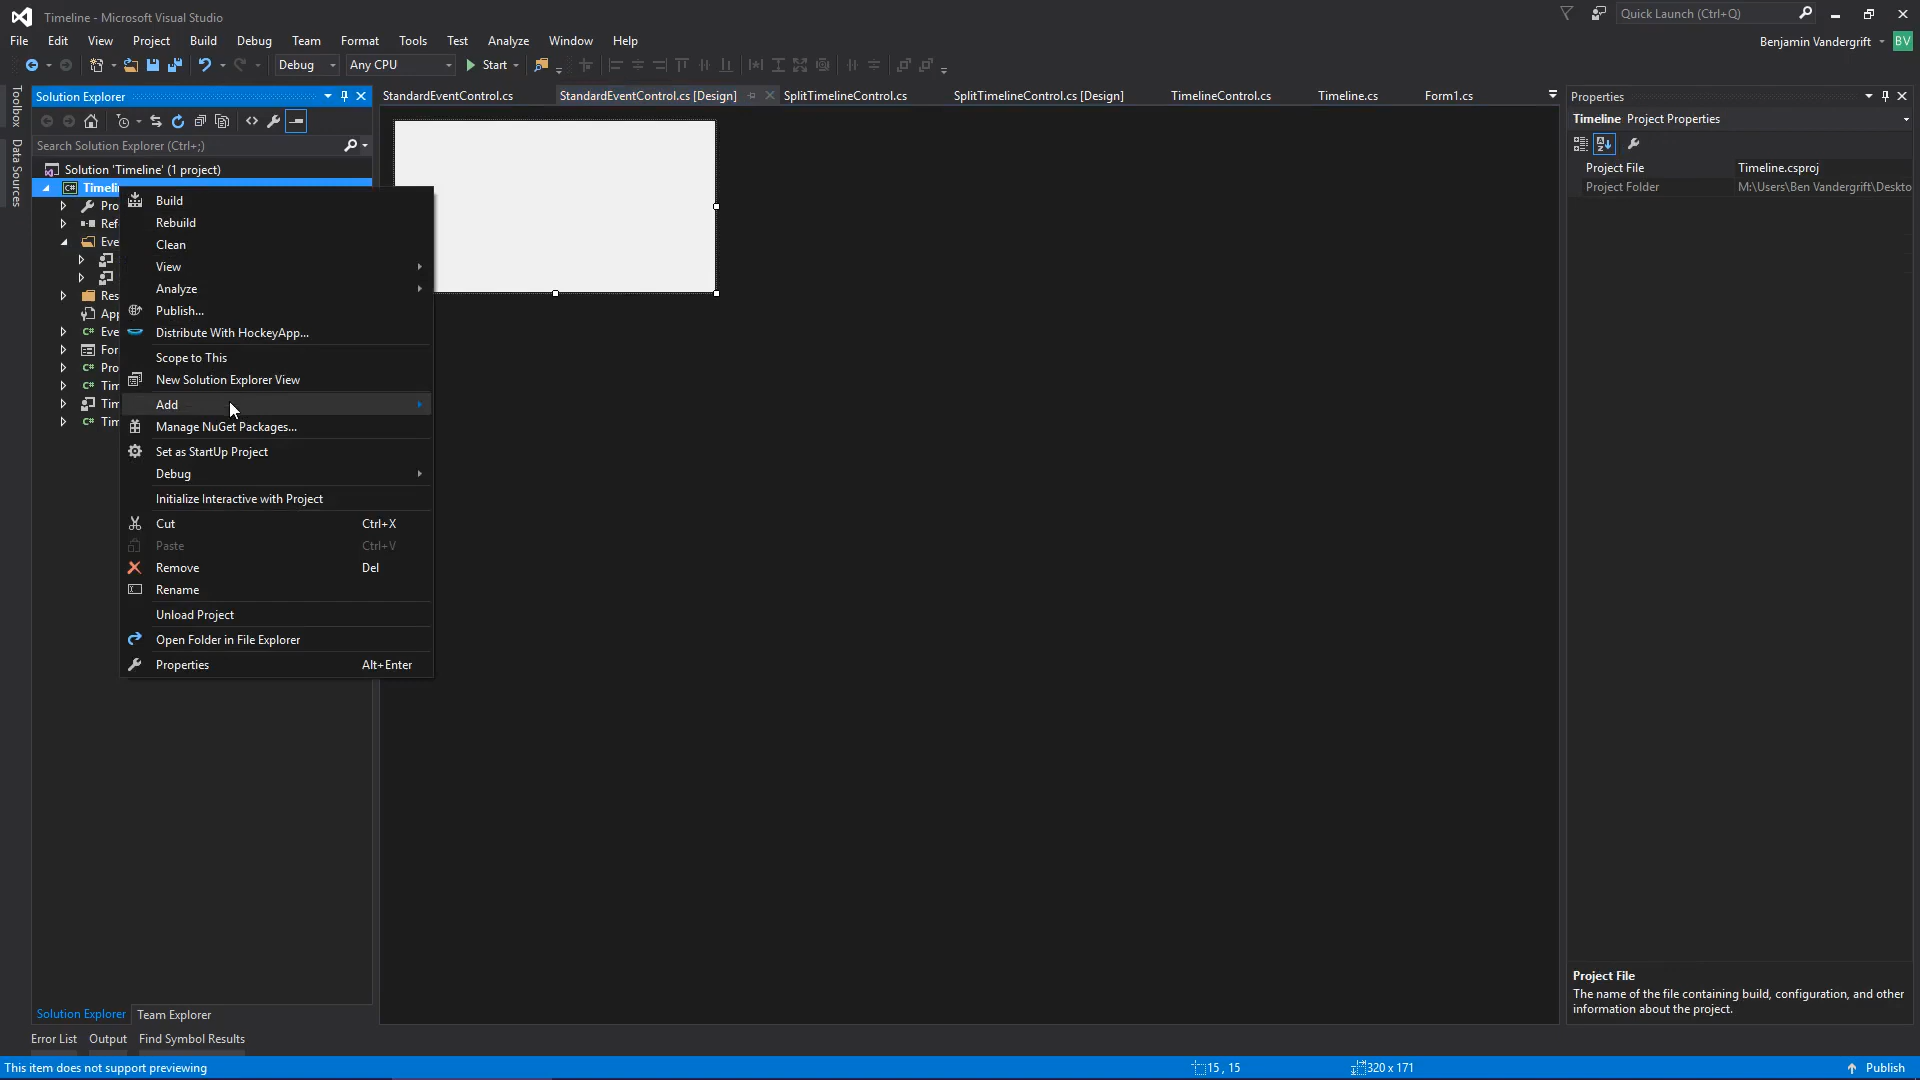 Timeline - Microsoft Visual Studio
Quick Launch (Ctrl+Q)
File Edit View Project Build Debug Team Format Tools Test Analyze Window Help
Benjamin Vandergrift BV
Debug Any CPU Start
Toolbox
Data Sources
Solution Explorer
Search Solution Explorer (Ctrl+;)
Solution 'Timeline' (1 project)
Timeli
Pro
Ref
Eve
Res
App
Eve
For
Pro
Tim
Tim
Tim
Build
Rebuild
Clean
View
Analyze
Publish...
Distribute With HockeyApp...
Scope to This
New Solution Explorer View
Add
Manage NuGet Packages...
Set as StartUp Project
Debug
Initialize Interactive with Project
Cut Ctrl+X
Paste Ctrl+V
Remove Del
Rename
Unload Project
Open Folder in File Explorer
Properties Alt+Enter
StandardEventControl.cs StandardEventControl.cs [Design] SplitTimelineControl.cs SplitTimelineControl.cs [Design] TimelineControl.cs Timeline.cs Form1.cs
Properties
Timeline Project Properties
Project File Timeline.csproj
Project Folder M:\Users\Ben Vandergrift\Deskto
Project File
The name of the file containing build, configuration, and other
information about the project.
Solution Explorer Team Explorer
Error List Output Find Symbol Results
This item does not support previewing
15 , 15
320 x 171
Publish